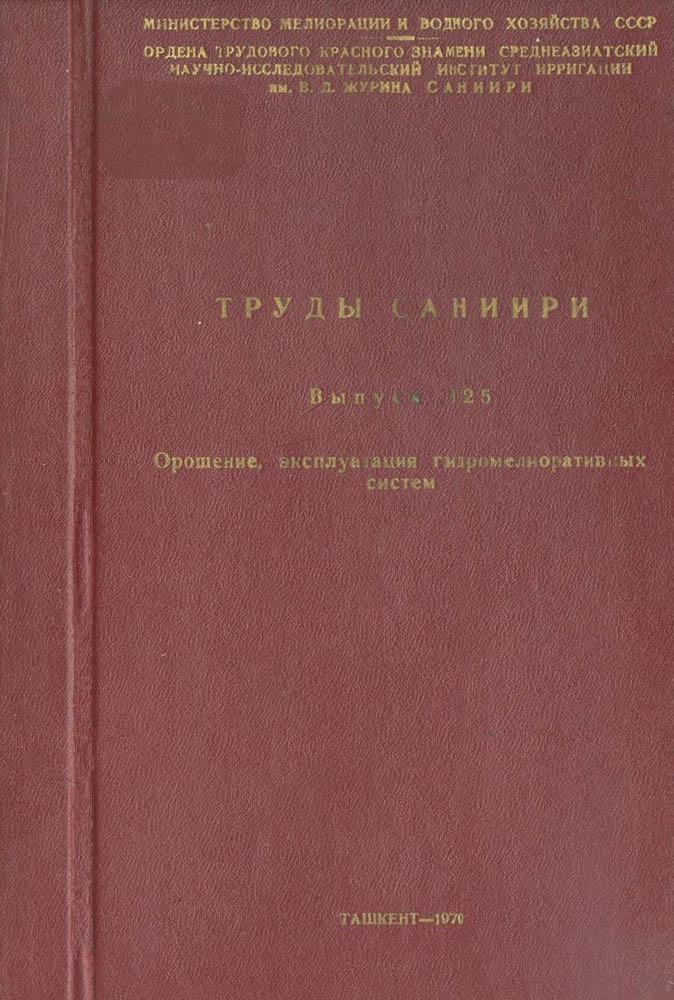 МИНИСТЕРСТВО МЕЛИОРАЦИИ И ВОДНОГО ХОЗЯЙСТВА СССР
ОРДЕНА ТРУДОВОГО КРАСНОГО ЗНАМЕНИ СРЕДНЕАЗИАТСКИЙ
НАУЧНО-ИССЛЕДОВАТЕЛЬСКИЙ ИНСТИТУТ ИРРИГАЦИИ
им. В. Д. ЖУРИНА САНИИРИ
ТРУДЫ САНИИРИ
Выпуск 125
Орошение, эксплуатация гидромелиоративных
систем
ТАШКЕНТ—1970